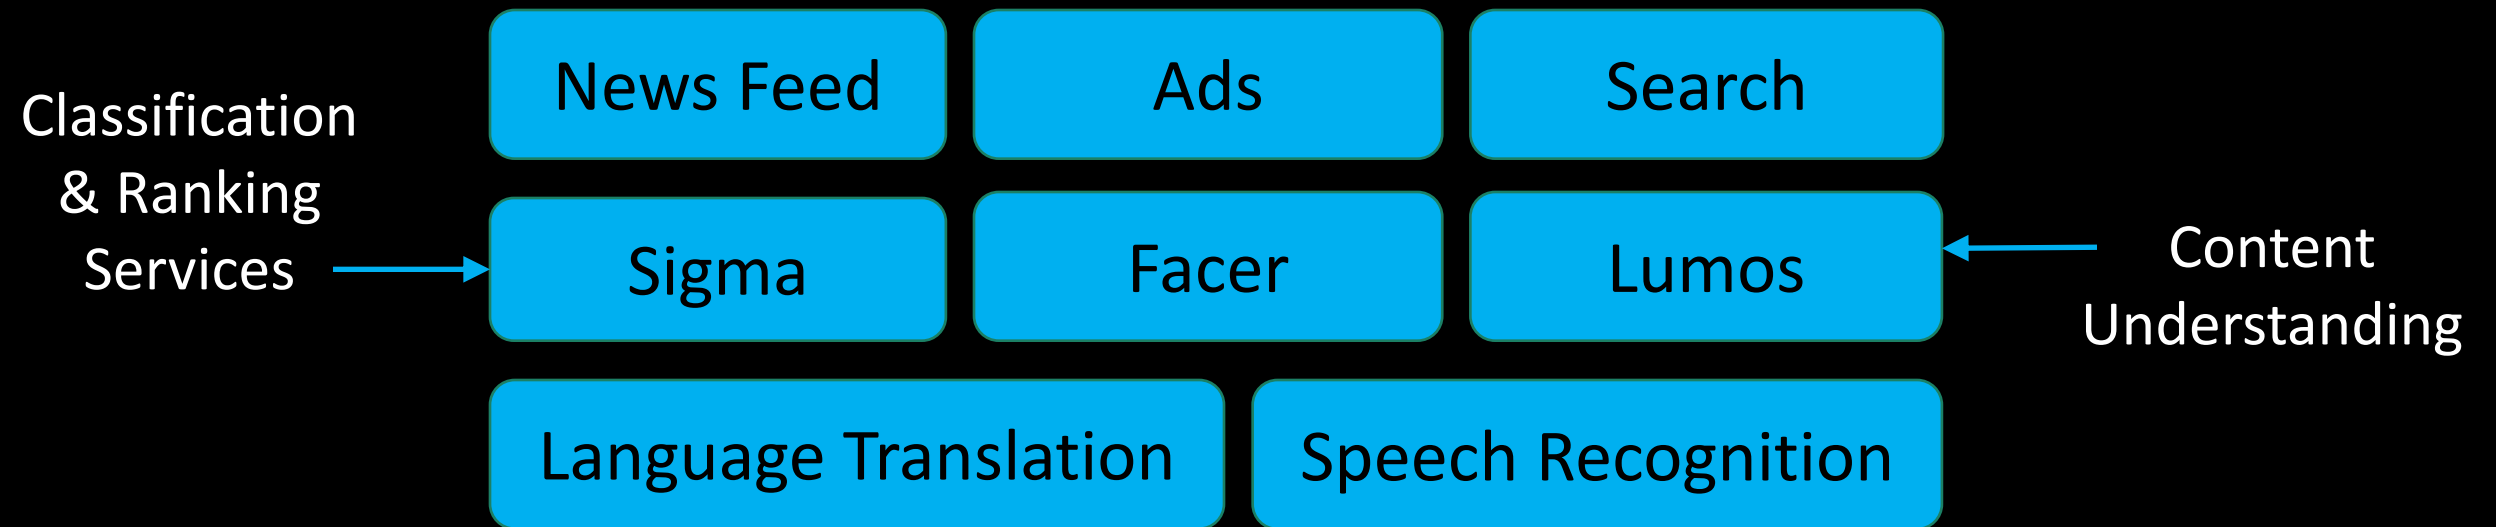 Classification
& Ranking
Services
News Feed
Ads
Search
Sigma
Facer
Lumos
Content
Understanding
Language Translation
Speech Recognition